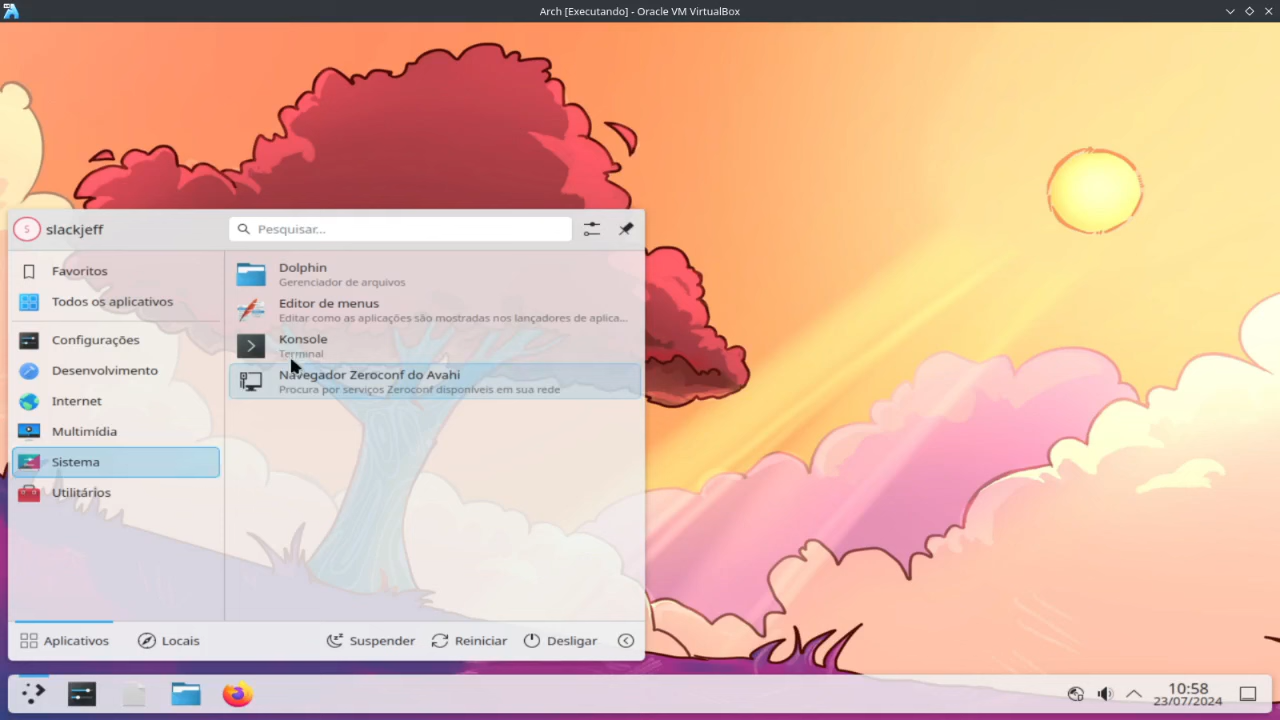 Arch [Executando] - Oracle VM VirtualBox
S slackjeff
Pesquisar...
Favoritos
Todos os aplicativos
Configurações
Desenvolvimento
Internet
Multimídia
Sistema
Utilitários
Dolphin
Gerenciador de arquivos
Editor de menus
Editar como as aplicações são mostradas nos lançadores de aplica...
Konsole
Terminal
Navegador Zeroconf do Avahi
Procura por serviços Zeroconf disponíveis em sua rede
Aplicativos Locais Suspender Reiniciar Desligar
10:58
23/07/2024